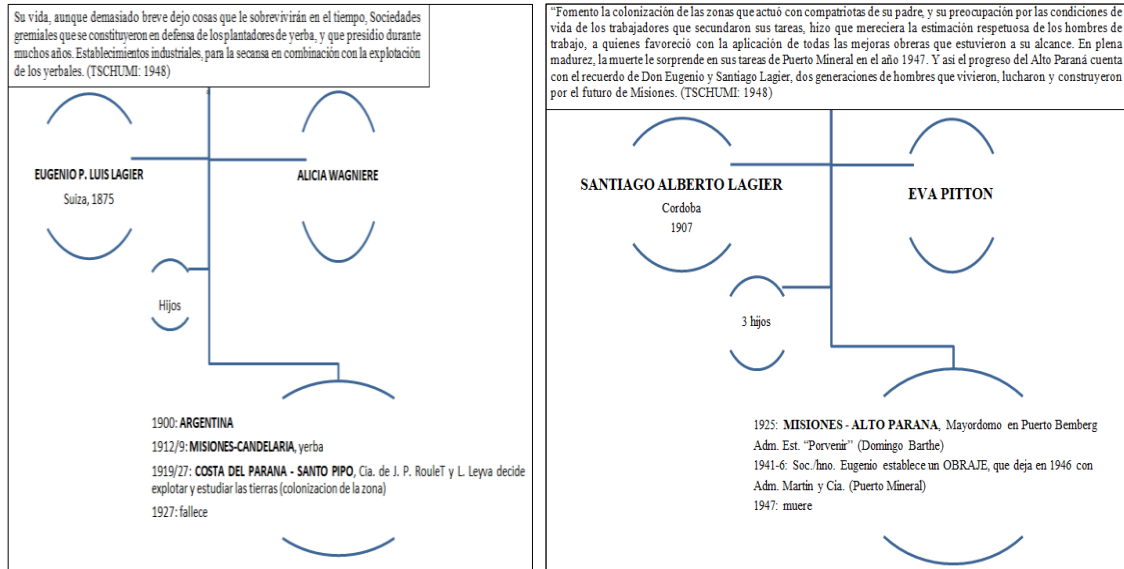 Su vida, aunque demasiado breve dejo cosas que le sobrevivirán en el tiempo, Sociedades
gremiales que se constituyeron en defensa de los plantadores de yerba, y que presidio durante
muchos años. Establecimientos industriales, para la secansa en combinación con la explotación
de los yerbales. (TSCHUMI: 1948)
EUGENIO P. LUIS LAGIER
Suiza, 1875
ALICIA WAGNIERE
Hijos
1900: ARGENTINA
1912/9: MISIONES-CANDELARIA, yerba
1919/27: COSTA DEL PARANA - SANTO PIPO, Cia. de J. P. RouleT y L. Leyva decide
explotar y estudiar las tierras (colonizacion de la zona)
1927: fallece
“Fomento la colonización de las zonas que actuó con compatriotas de su padre, y su preocupación por las condiciones de
vida de los trabajadores que secundaron sus tareas, hizo que mereciera la estimación respetuosa de los hombres de
trabajo, a quienes favoreció con la aplicación de todas las mejoras obreras que estuvieron a su alcance. En plena
madurez, la muerte le sorprende en sus tareas de Puerto Mineral en el año 1947. Y asi el progreso del Alto Paraná cuenta
con el recuerdo de Don Eugenio y Santiago Lagier, dos generaciones de hombres que vivieron, lucharon y construyeron
por el futuro de Misiones. (TSCHUMI: 1948)
SANTIAGO ALBERTO LAGIER
Cordoba
1907
EVA PITTON
3 hijos
1925: MISIONES - ALTO PARANA, Mayordomo en Puerto Bemberg
Adm. Est. “Porvenir” (Domingo Barthe)
1941-6: Soc./hno. Eugenio establece un OBRAJE, que deja en 1946 con
Adm. Martin y Cia. (Puerto Mineral)
1947: muere